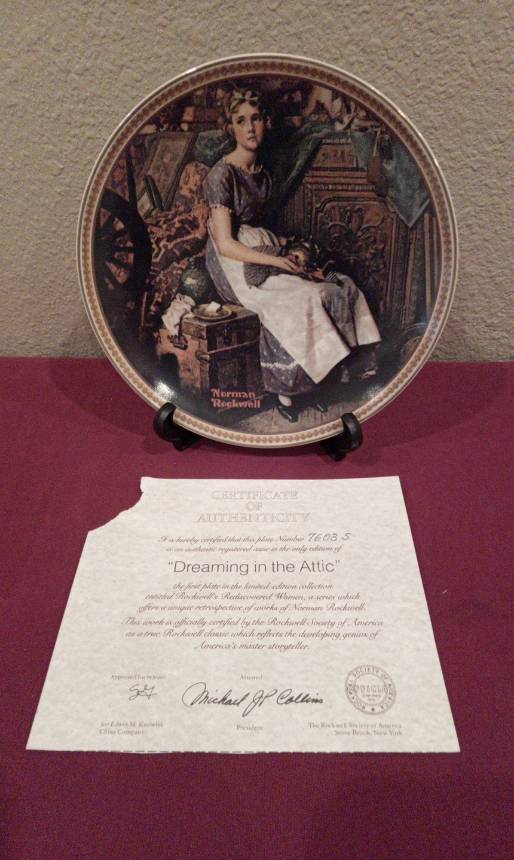 Norman
Rockwell
CERTIFICATE
OF
AUTHENTICITY
It is hereby certified that this plate Number 7603 S
is an authentic registered issue in the only edition of
"Dreaming in the Attic"
the first plate in the limited-edition collection
entitled Rockwell's Rediscovered Women, a series which
offers a unique retrospective of works of Norman Rockwell.
This work is officially certified by the Rockwell Society of America
as a true Rockwell classic which reflects the developing genius of
America's master storyteller.
Approved for release:
Attested:
Michael JP Collins
for Edwin M. Knowles
China Company
President
The Rockwell Society of America
Stony Brook, New York